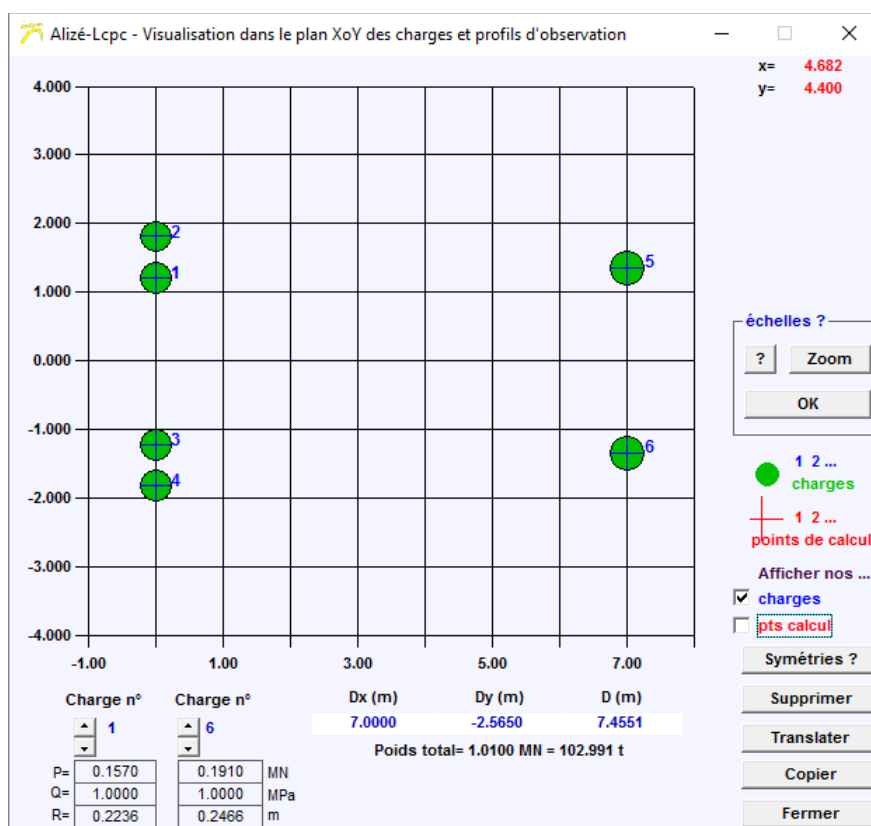 Alizé-Lcpc - Visualisation dans le plan XoY des charges et profils d'observation
x= 4.682
y= 4.400
4.000
3.000
2.000
1.000
0.000
-1.000
-2.000
-3.000
-4.000
2
1
5
3
4
6
-1.00 1.00 3.00 5.00 7.00
échelles ?
? Zoom
OK
1 2 ...
charges
1 2 ...
points de calcul
Afficher nos ...
charges
pts calcul
Symétries ?
Supprimer
Translater
Copier
Fermer
Charge n° Charge n° Dx (m) Dy (m) D (m)
1 6 7.0000 -2.5650 7.4551
Poids total= 1.0100 MN = 102.991 t
P= 0.1570 0.1910 MN
Q= 1.0000 1.0000 MPa
R= 0.2236 0.2466 m